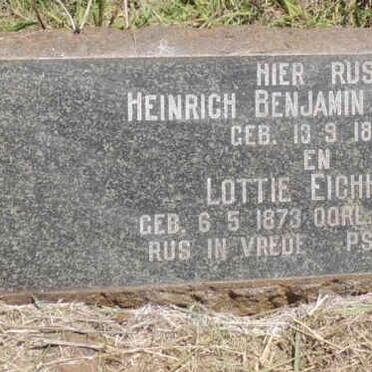 HIER RUS
HEINRICH BENJAMIN
GEB. 13 9 18
EN
LOTTIE EICHH
GEB. 6 5 1873 OORL
RUS IN VREDE PS